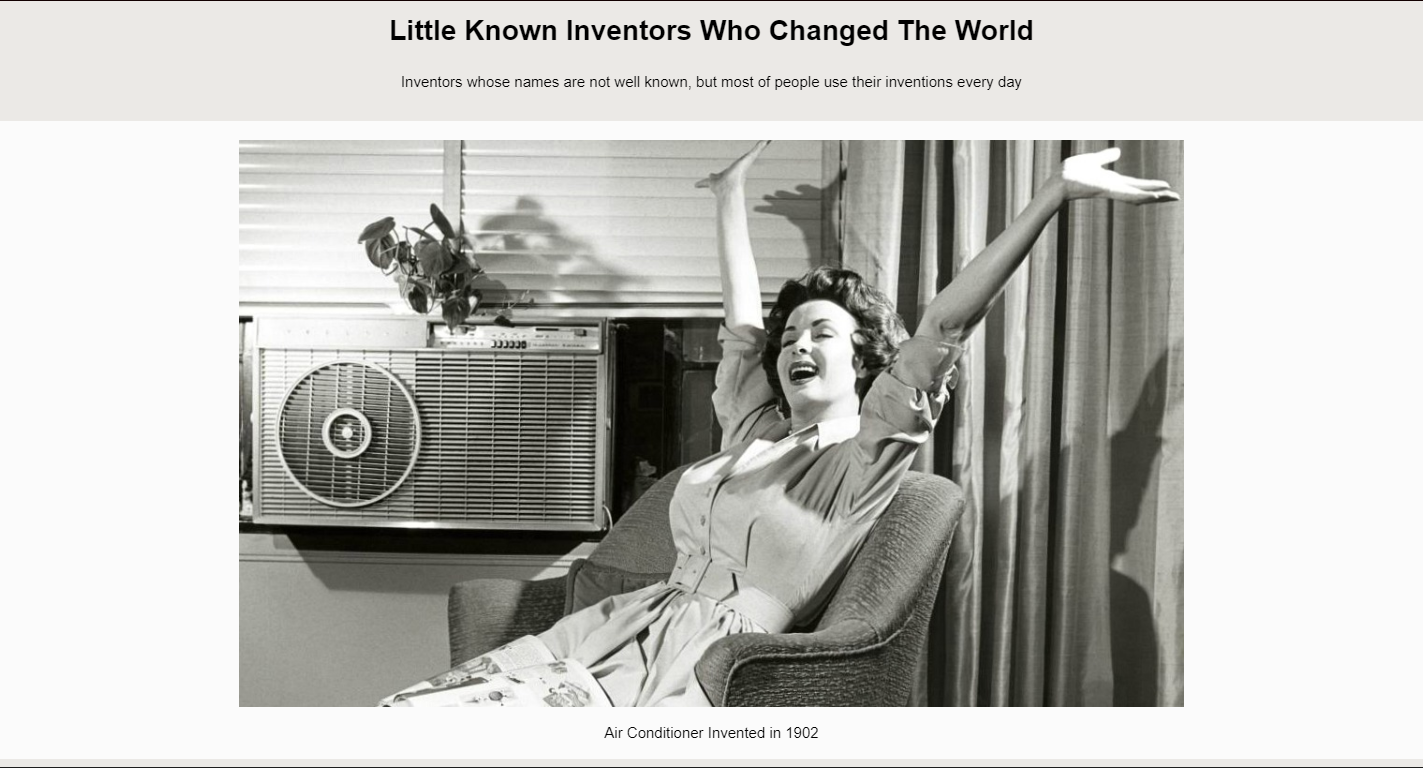 Little Known Inventors Who Changed The World
Inventors whose names are not well known, but most of people use their inventions every day
Air Conditioner Invented in 1902